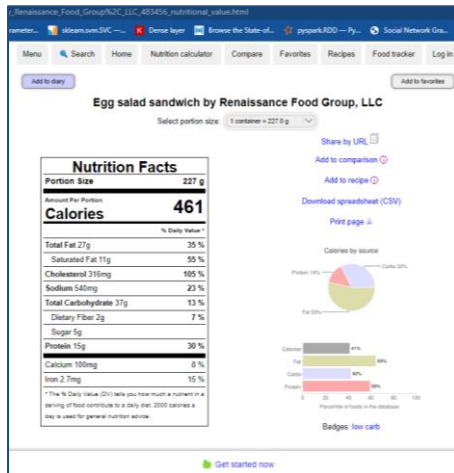 _Renaissance_Food_Group%2C_LLC_483456_nutritional_value.html
rameter... sklearn.svm.SVC —... Dense layer Browse the State-of... pyspark.RDD — Py... Social Network Gra...
Menu Search Home Nutrition calculator Compare Favorites Recipes Food tracker Log in
Add to diary Add to favorites
Egg salad sandwich by Renaissance Food Group, LLC
Select portion size: 1 container = 227.0 g
Share by URL
Add to comparison
Add to recipe
Download spreadsheet (CSV)
Print page
Nutrition Facts
Portion Size 227 g
Amount Per Portion
Calories 461
% Daily Value *
Total Fat 27g 35 %
Saturated Fat 11g 55 %
Cholesterol 316mg 105 %
Sodium 540mg 23 %
Total Carbohydrate 37g 13 %
Dietary Fiber 2g 7 %
Sugar 5g
Protein 15g 30 %
Calcium 100mg 8 %
Iron 2.7mg 15 %
* The % Daily Value (DV) tells you how much a nutrient in a
serving of food contribute to a daily diet. 2000 calories a
day is used for general nutrition advice.
Calories by source
Protein 14%
Carbs 32%
Fat 53%
Calories 41%
Fat
Carbs 42%
Protein
0 20 40 60 80 100
Percentile of foods in the database
Badges: low carb
Get started now